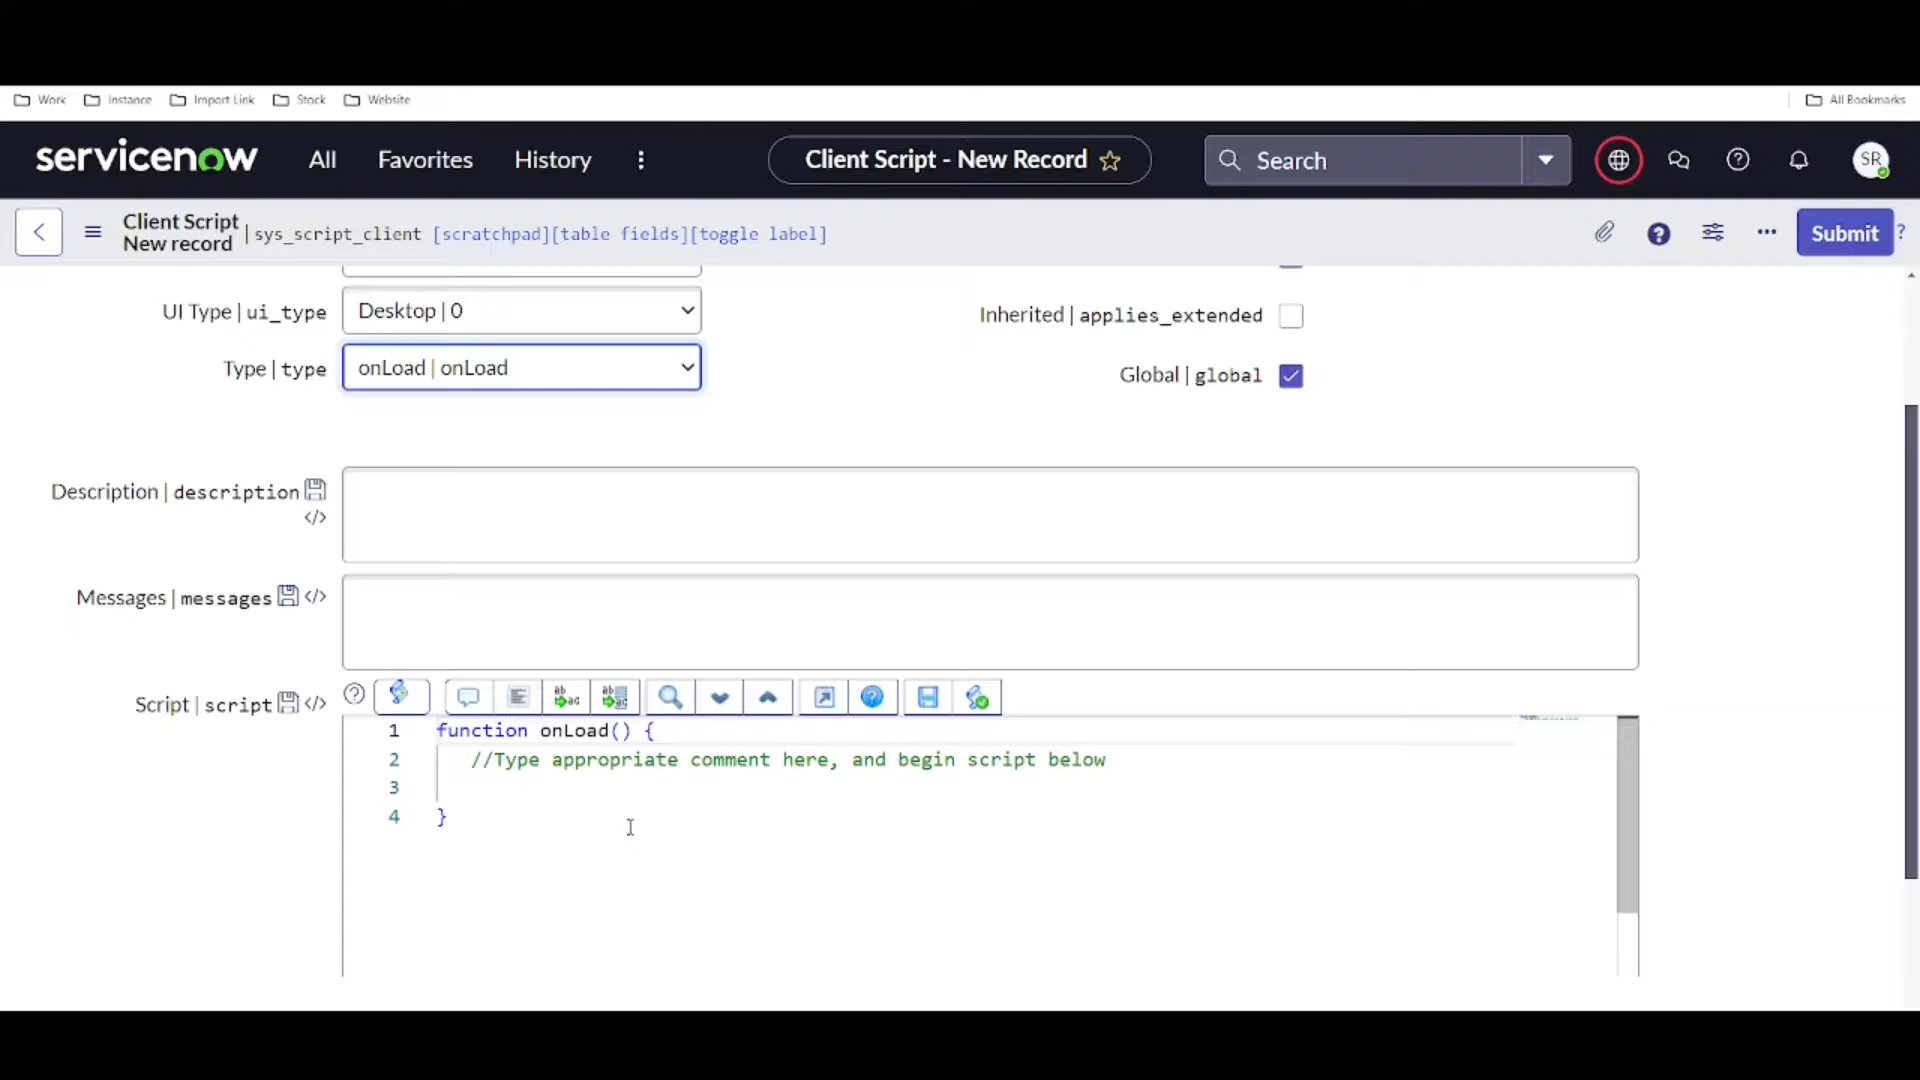 Work Instance Import Link Stock Website All Bookmarks
servicenow All Favorites History Client Script - New Record Search SR
Client Script
New record | sys_script_client [scratchpad][table fields][toggle label] Submit ?
UI Type | ui_type Desktop | 0 Inherited | applies_extended
Type | type onLoad | onLoad Global | global
Description | description
</>
Messages | messages </>
Script | script </>
1 function onLoad() {
2 //Type appropriate comment here, and begin script below
3
4 }